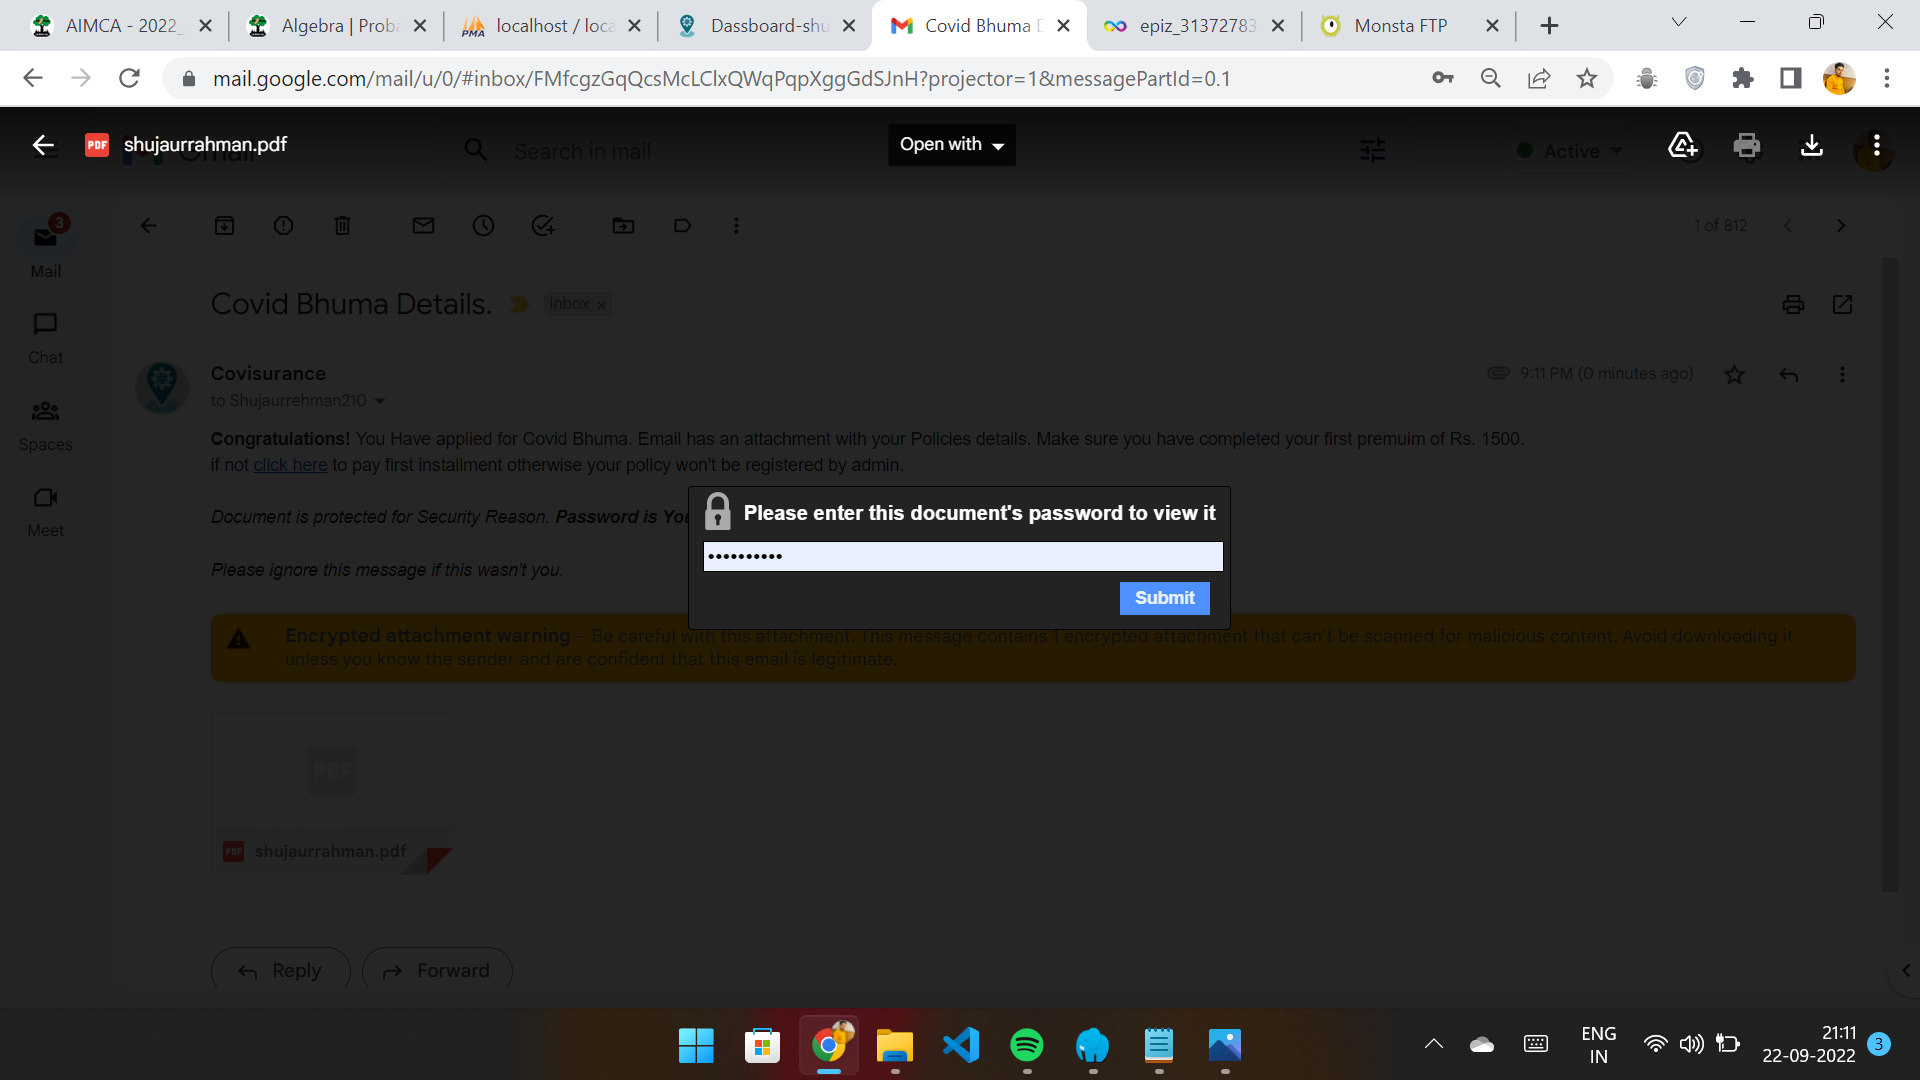 AIMCA - 2022_
Algebra | Proba
localhost / loca
Dassboard-shu
Covid Bhuma D
epiz_31372783
Monsta FTP
mail.google.com/mail/u/0/#inbox/FMfcgzGqQcsMcLClxQWqPqpXggGdSJnH?projector=1&messagePartId=0.1
PDF shujaurrahman.pdf
Gmail
Search in mail
Open with
Active
3
Mail
1 of 812
Covid Bhuma Details.
Inbox ×
Chat
Covisurance
9:11 PM (0 minutes ago)
to Shujaurrehman210
Spaces
Congratulations! You Have applied for Covid Bhuma. Email has an attachment with your Policies details. Make sure you have completed your first premuim of Rs. 1500.
if not click here to pay first installment otherwise your policy won't be registered by admin.
Meet
Document is protected for Security Reason. Password is You
Please enter this document's password to view it
••••••••••
Submit
Please ignore this message if this wasn't you.
Encrypted attachment warning – Be careful with this attachment. This message contains 1 encrypted attachment that can't be scanned for malicious content. Avoid downloading it
unless you know the sender and are confident that this email is legitimate.
PDF
PDF shujaurrahman.pdf
Reply
Forward
ENG
IN
21:11
22-09-2022
3